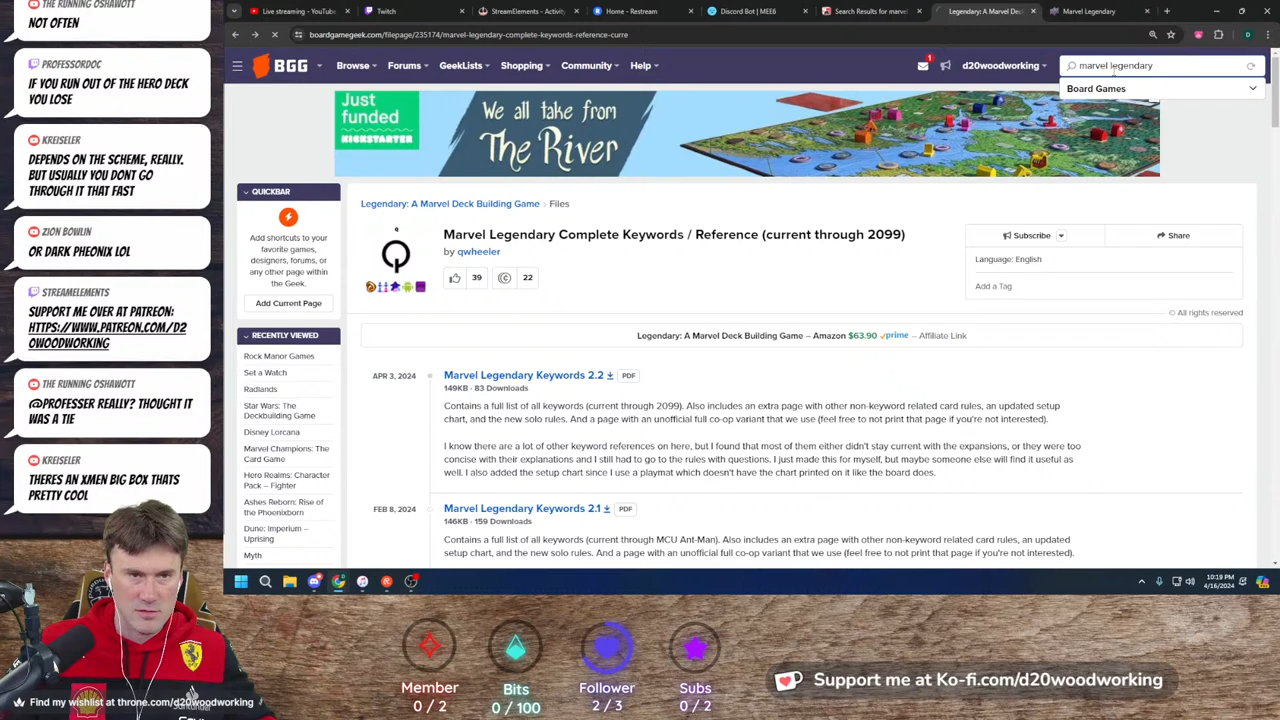 THE RUNNING OSHAWOTT
NOT OFTEN
PROFESSORDOC
IF YOU RUN OUT OF THE HERO DECK
YOU LOSE
KREISELER
DEPENDS ON THE SCHEME, REALLY.
BUT USUALLY YOU DONT GO
THROUGH IT THAT FAST
ZION BOWLIN
OR DARK PHEONIX LOL
STREAMELEMENTS
SUPPORT ME OVER AT PATREON:
HTTPS://WWW.PATREON.COM/D2
0WOODWORKING
THE RUNNING OSHAWOTT
@PROFESSER REALLY? THOUGHT IT
WAS A TIE
KREISELER
THERES AN XMEN BIG BOX THATS
PRETTY COOL
Find my wishlist at throne.com/d20woodworking
Live streaming - YouTube
Twitch
StreamElements - Activity
Home - Restream
Discord Bot | MEE6
Search Results for marvel
Legendary: A Marvel Deck
Marvel Legendary
boardgamegeek.com/filepage/235174/marvel-legendary-complete-keywords-reference-curre
BGG
Browse
Forums
GeekLists
Shopping
Community
Help
1
d20woodworking
marvel legendary
Board Games
Just
funded
KICKSTARTER
We all take from
The River
QUICKBAR
Add shortcuts to your
favorite games,
designers, forums, or
any other page within
the Geek.
Add Current Page
RECENTLY VIEWED
Rock Manor Games
Set a Watch
Radlands
Star Wars: The
Deckbuilding Game
Disney Lorcana
Marvel Champions: The
Card Game
Hero Realms: Character
Pack – Fighter
Ashes Reborn: Rise of
the Phoenixborn
Dune: Imperium –
Uprising
Myth
Legendary: A Marvel Deck Building Game › Files
Marvel Legendary Complete Keywords / Reference (current through 2099)
by qwheeler
39
22
Subscribe
Share
Language: English
Add a Tag
© All rights reserved
Legendary: A Marvel Deck Building Game – Amazon $63.90 prime – Affiliate Link
APR 3, 2024
Marvel Legendary Keywords 2.2 PDF
149KB · 83 Downloads
Contains a full list of all keywords (current through 2099). Also includes an extra page with other non-keyword related card rules, an updated setup
chart, and the new solo rules. And a page with an unofficial full co-op variant that we use (feel free to not print that page if you're not interested).
I know there are a lot of other keyword references on here, but I found that most of them either didn't stay current with the expansions, or they were too
concise with their explanations and I still had to go to the rules with questions. I just made this for myself, but maybe someone else will find it useful as
well. I also added the setup chart since I use a playmat which doesn't have the chart printed on it like the board does.
FEB 8, 2024
Marvel Legendary Keywords 2.1 PDF
146KB · 159 Downloads
Contains a full list of all keywords (current through MCU Ant-Man). Also includes an extra page with other non-keyword related card rules, an updated
setup chart, and the new solo rules. And a page with an unofficial full co-op variant that we use (feel free to not print that page if you're not interested).
10:19 PM
4/16/2024
Member
0 / 2
Bits
0 / 100
Follower
2 / 3
Subs
0 / 2
Support me at Ko-fi.com/d20woodworking